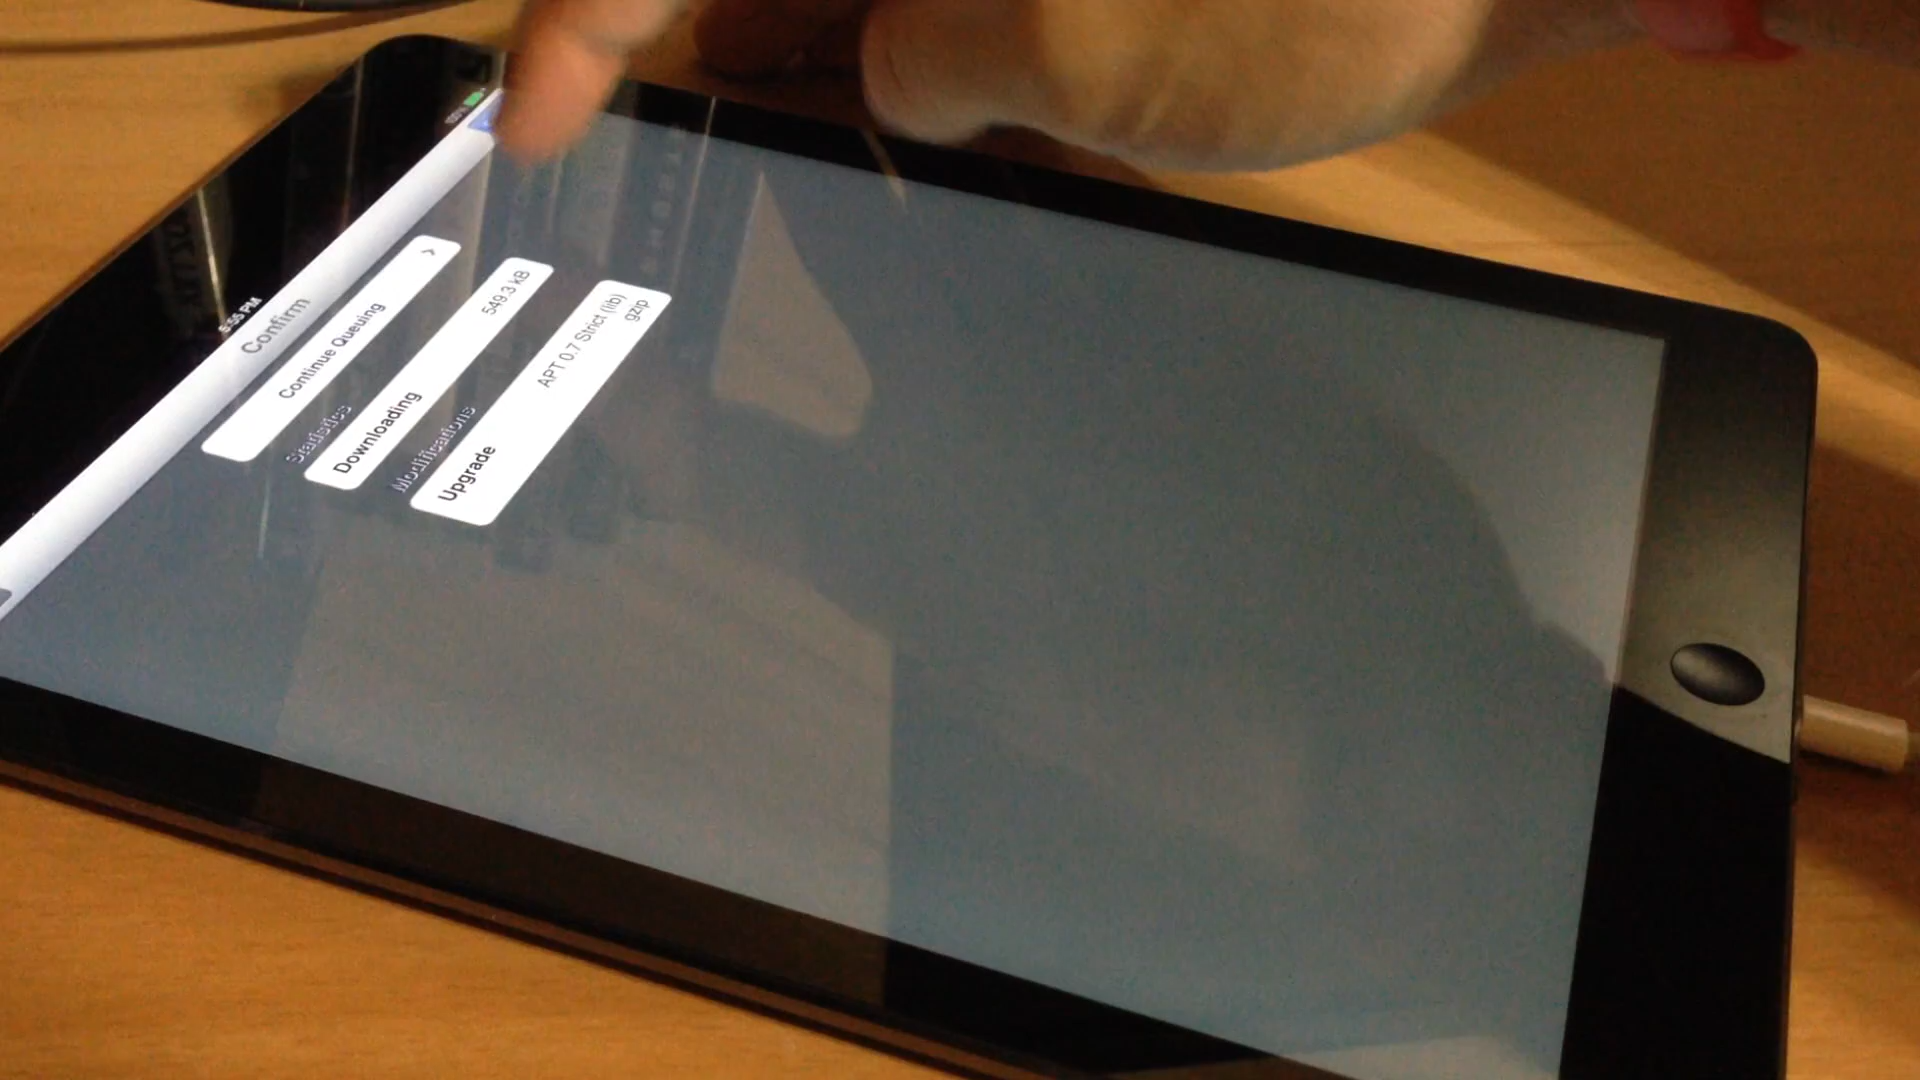 5:55 PM
Confirm
Continue Queuing
Statistics
Downloading 549.3 kB
Modifications
Upgrade APT 0.7 Strict (lib)
gzip